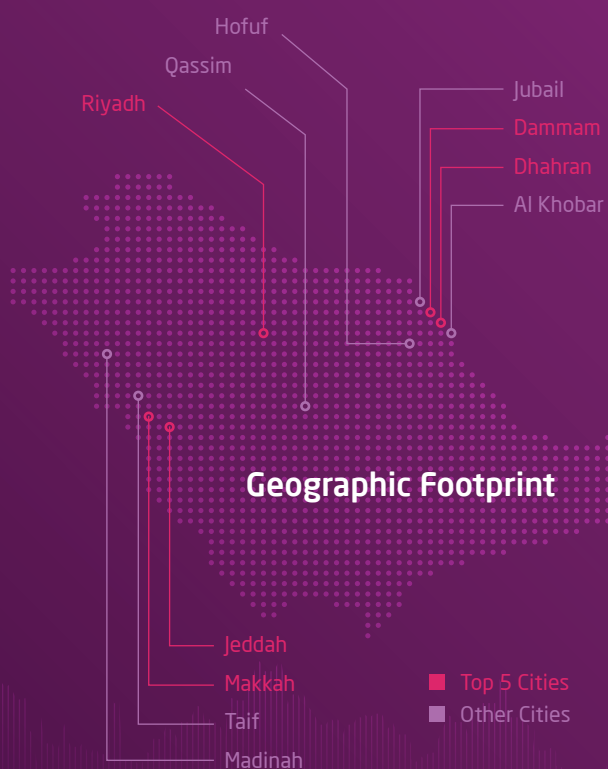 Hofuf
Qassim
Riyadh
Jubail
Dammam
Dhahran
Al Khobar
Geographic Footprint
Jeddah
Makkah
Taif
Madinah
Top 5 Cities
Other Cities